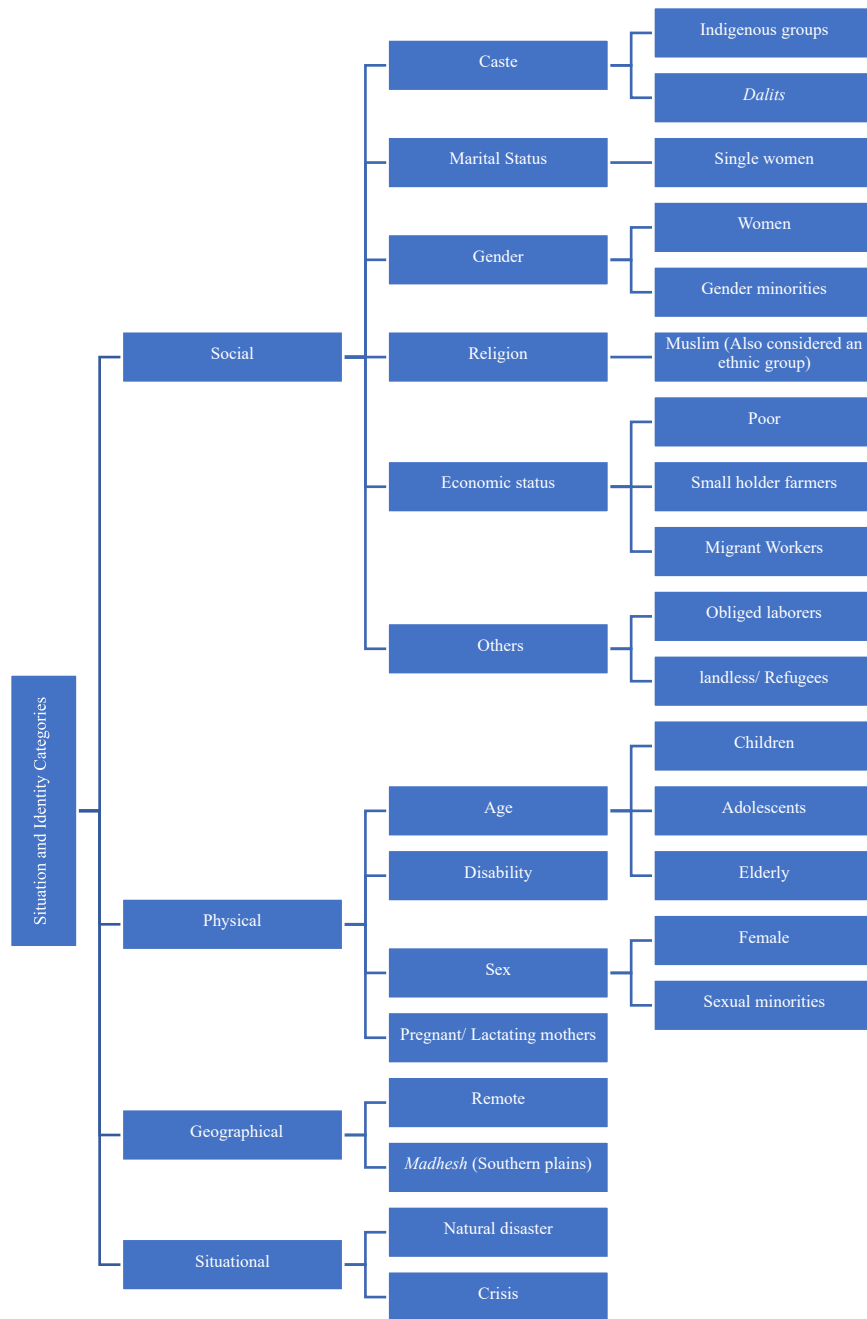 Situation and Identity Categories
Social
Caste
Indigenous groups
Dalits
Marital Status
Single women
Gender
Women
Gender minorities
Religion
Muslim (Also considered an
ethnic group)
Economic status
Poor
Small holder farmers
Migrant Workers
Others
Obliged laborers
landless/ Refugees
Physical
Age
Children
Adolescents
Elderly
Disability
Sex
Female
Sexual minorities
Pregnant/ Lactating mothers
Geographical
Remote
Madhesh (Southern plains)
Situational
Natural disaster
Crisis